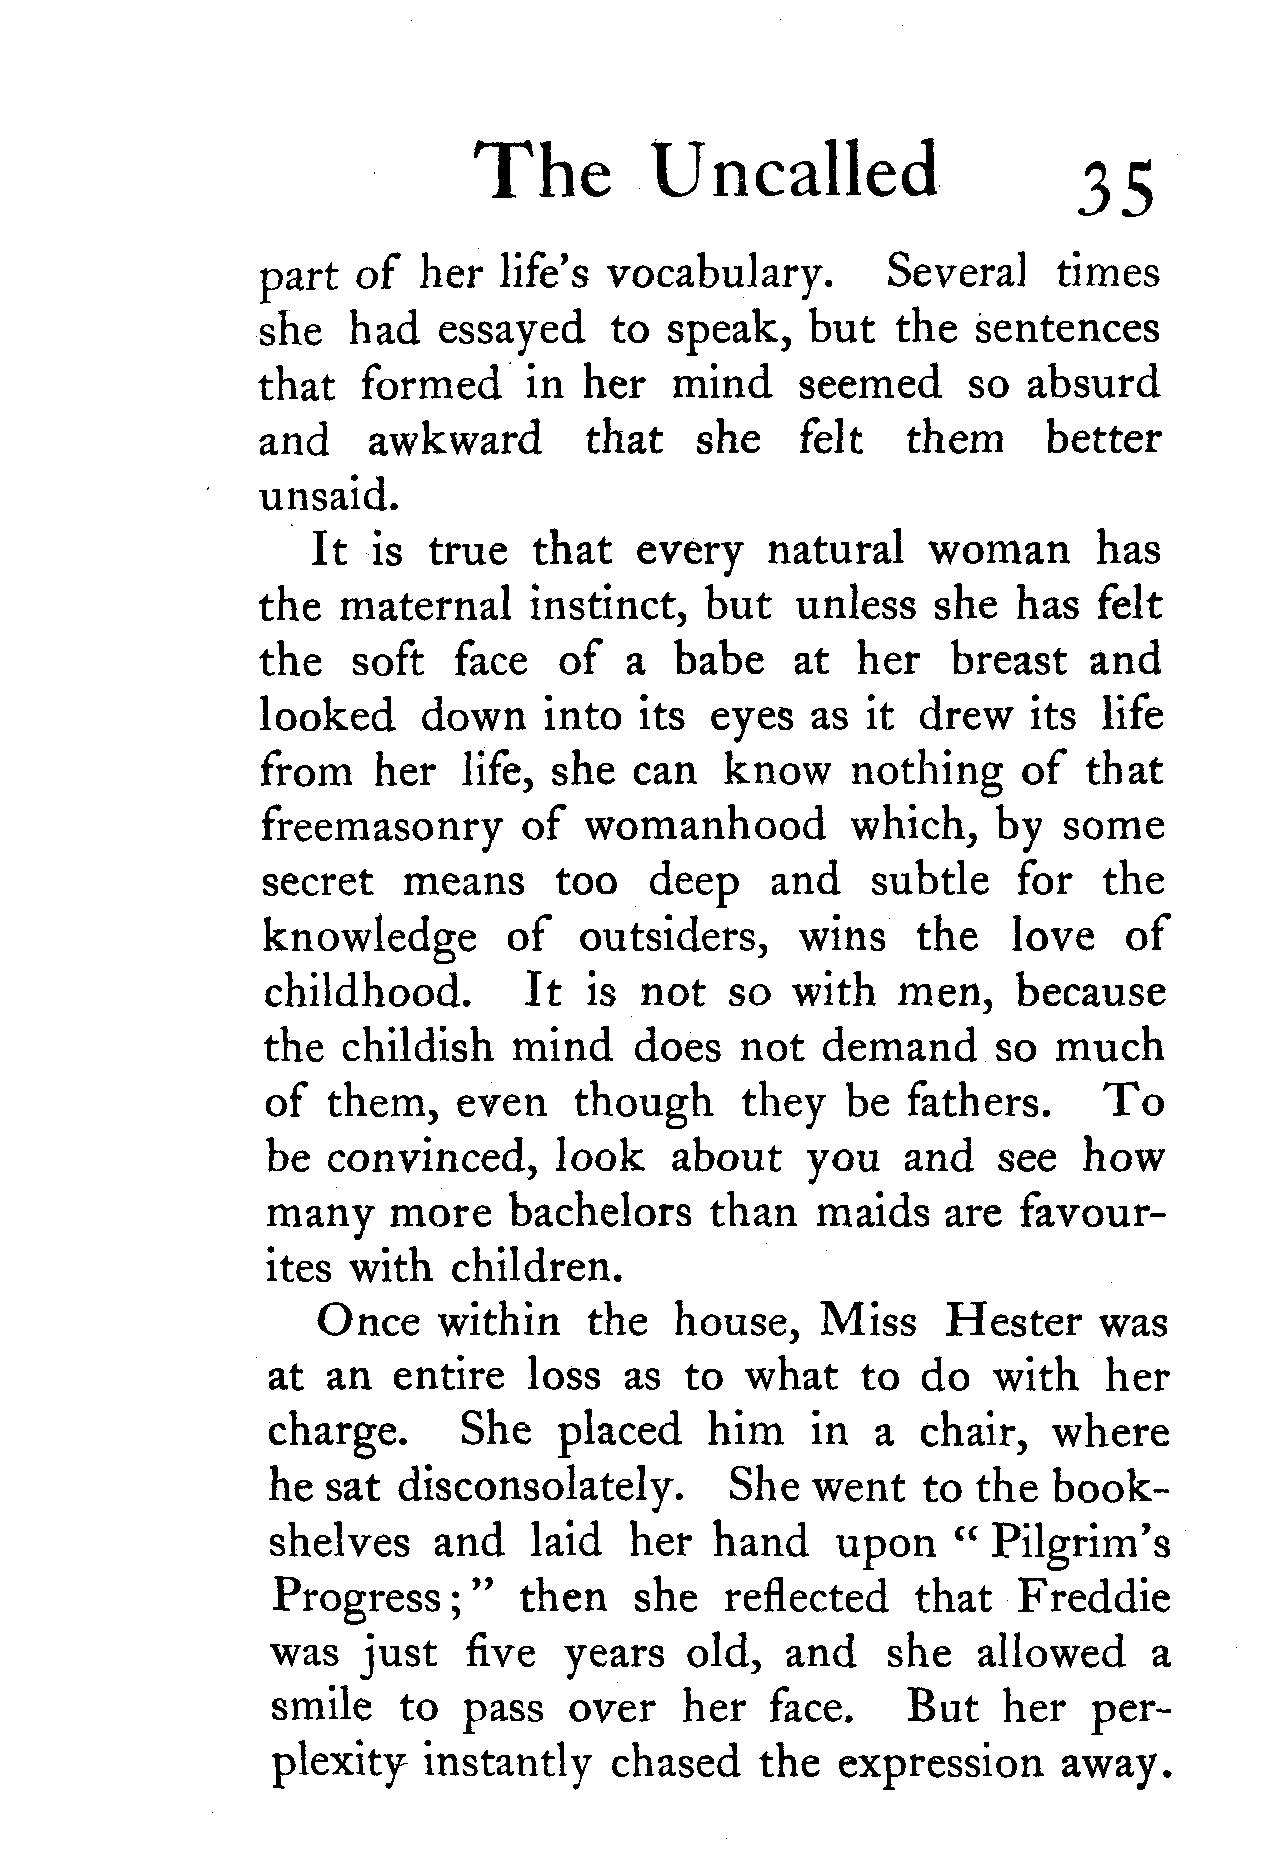 The Uncalled 35
part of her life's vocabulary. Several times
she had essayed to speak, but the sentences
that formed in her mind seemed so absurd
and awkward that she felt them better
unsaid.
It is true that every natural woman has
the maternal instinct, but unless she has felt
the soft face of a babe at her breast and
looked down into its eyes as it drew its life
from her life, she can know nothing of that
freemasonry of womanhood which, by some
secret means too deep and subtle for the
knowledge of outsiders, wins the love of
childhood. It is not so with men, because
the childish mind does not demand so much
of them, even though they be fathers. To
be convinced, look about you and see how
many more bachelors than maids are favour-
ites with children.
Once within the house, Miss Hester was
at an entire loss as to what to do with her
charge. She placed him in a chair, where
he sat disconsolately. She went to the book-
shelves and laid her hand upon " Pilgrim's
Progress ; " then she reflected that Freddie
was just five years old, and she allowed a
smile to pass over her face. But her per-
plexity instantly chased the expression away.